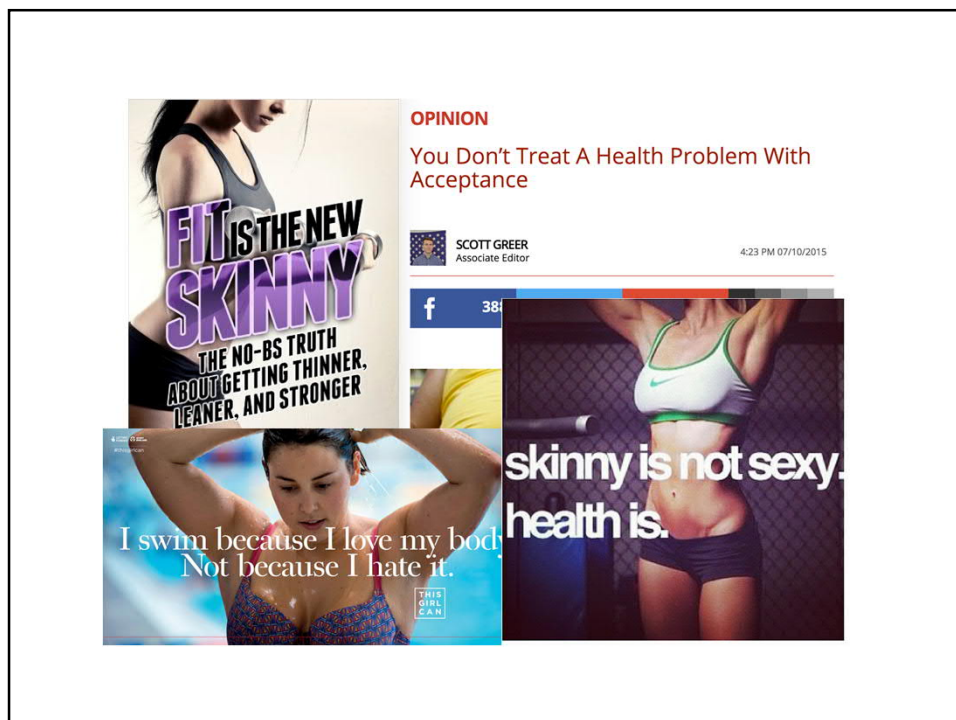 FIT IS THE NEW
SKINNY
THE NO-BS TRUTH
ABOUT GETTING THINNER,
LEANER, AND STRONGER
OPINION
You Don't Treat A Health Problem With
Acceptance
SCOTT GREER
Associate Editor
4:23 PM 07/10/2015
f 388
#thisgirlcan
I swim because I love my body
Not because I hate it.
THIS
GIRL
CAN
skinny is not sexy.
health is.